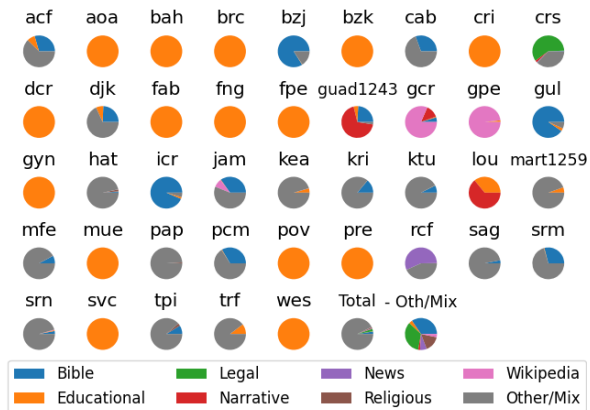 acf aoa bah brc bzj bzk cab cri crs
dcr djk fab fng fpe guad1243 gcr gpe gul
gyn hat icr jam kea kri ktu lou mart1259
mfe mue pap pcm pov pre rcf sag srm
srn svc tpi trf wes Total - Oth/Mix
Bible Legal News Wikipedia
Educational Narrative Religious Other/Mix